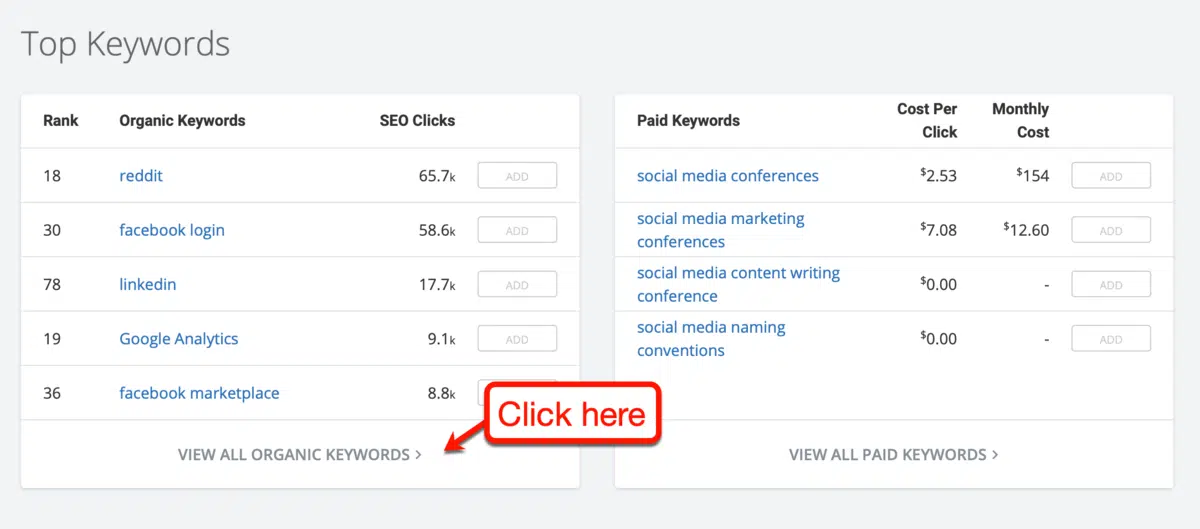 Top Keywords
Rank Organic Keywords SEO Clicks
18 reddit 65.7k ADD
30 facebook login 58.6k ADD
78 linkedin 17.7k ADD
19 Google Analytics 9.1k ADD
36 facebook marketplace 8.8k
Click here
VIEW ALL ORGANIC KEYWORDS >
Paid Keywords Cost Per Click Monthly Cost
social media conferences $2.53 $154 ADD
social media marketing
conferences $7.08 $12.60 ADD
social media content writing
conference $0.00 - ADD
social media naming
conventions $0.00 - ADD
VIEW ALL PAID KEYWORDS >